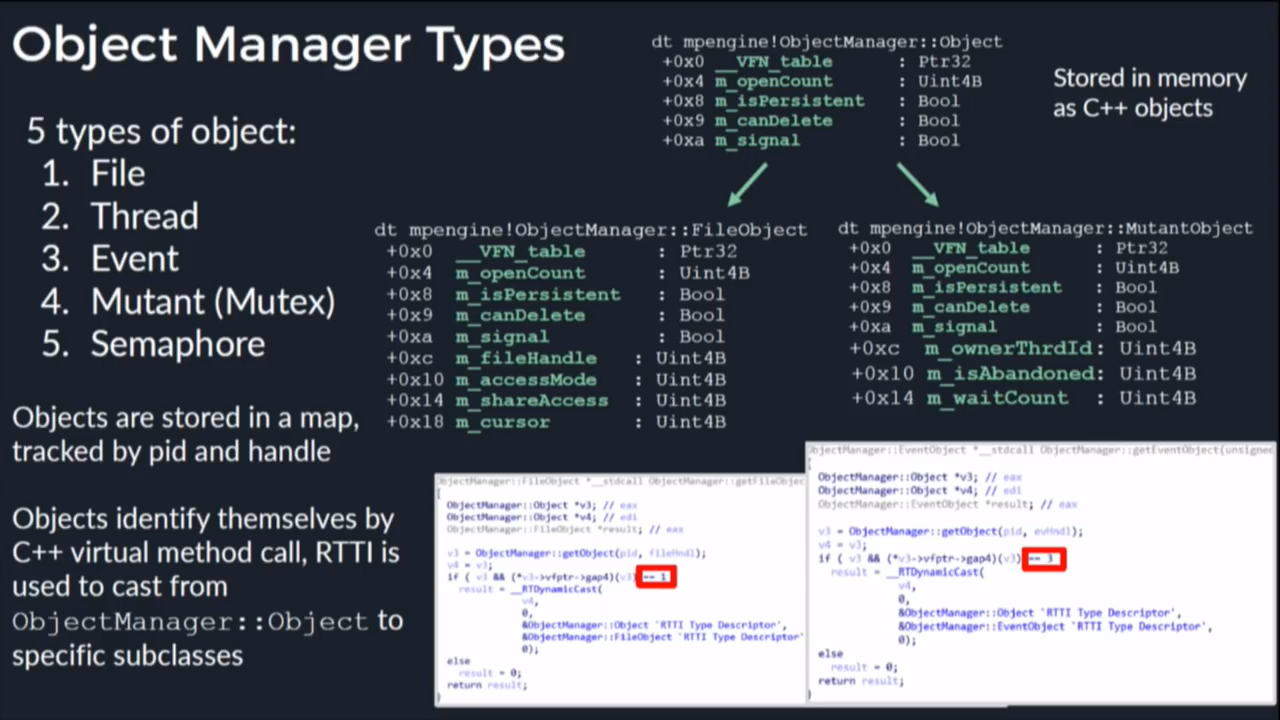 Object Manager Types
5 types of object:
1. File
2. Thread
3. Event
4. Mutant (Mutex)
5. Semaphore
Objects are stored in a map,
tracked by pid and handle
Objects identify themselves by
C++ virtual method call, RTTI is
used to cast from
ObjectManager::Object to
specific subclasses
dt mpengine!ObjectManager::Object
+0x0 __VFN_table : Ptr32
+0x4 m_openCount : Uint4B
+0x8 m_isPersistent : Bool
+0x9 m_canDelete : Bool
+0xa m_signal : Bool
Stored in memory
as C++ objects
dt mpengine!ObjectManager::FileObject
+0x0 __VFN_table : Ptr32
+0x4 m_openCount : Uint4B
+0x8 m_isPersistent : Bool
+0x9 m_canDelete : Bool
+0xa m_signal : Bool
+0xc m_fileHandle : Uint4B
+0x10 m_accessMode : Uint4B
+0x14 m_shareAccess : Uint4B
+0x18 m_cursor : Uint4B
dt mpengine!ObjectManager::MutantObject
+0x0 __VFN_table : Ptr32
+0x4 m_openCount : Uint4B
+0x8 m_isPersistent : Bool
+0x9 m_canDelete : Bool
+0xa m_signal : Bool
+0xc m_ownerThrdId: Uint4B
+0x10 m_isAbandoned: Uint4B
+0x14 m_waitCount : Uint4B
ObjectManager::FileObject *__stdcall ObjectManager::getFileObjec
{
ObjectManager::Object *v3; // eax
ObjectManager::Object *v4; // edi
ObjectManager::FileObject *result; // eax
v3 = ObjectManager::getObject(pid, fileHndl);
v4 = v3;
if ( v3 && (*v3->vfptr->gap4)(v3) == 1
result = __RTDynamicCast(
v4,
0,
&ObjectManager::Object `RTTI Type Descriptor',
&ObjectManager::FileObject `RTTI Type Descriptor'
0);
else
result = 0;
return result;
}
bjectManager::EventObject *__stdcall ObjectManager::getEventObject(unsigned
{
ObjectManager::Object *v3; // eax
ObjectManager::Object *v4; // edi
ObjectManager::EventObject *result; // eax
v3 = ObjectManager::getObject(pid, evHndl);
v4 = v3;
if ( v3 && (*v3->vfptr->gap4)(v3) == 3
result = __RTDynamicCast(
v4,
0,
&ObjectManager::Object `RTTI Type Descriptor',
&ObjectManager::EventObject `RTTI Type Descriptor',
0);
else
result = 0;
return result;
}